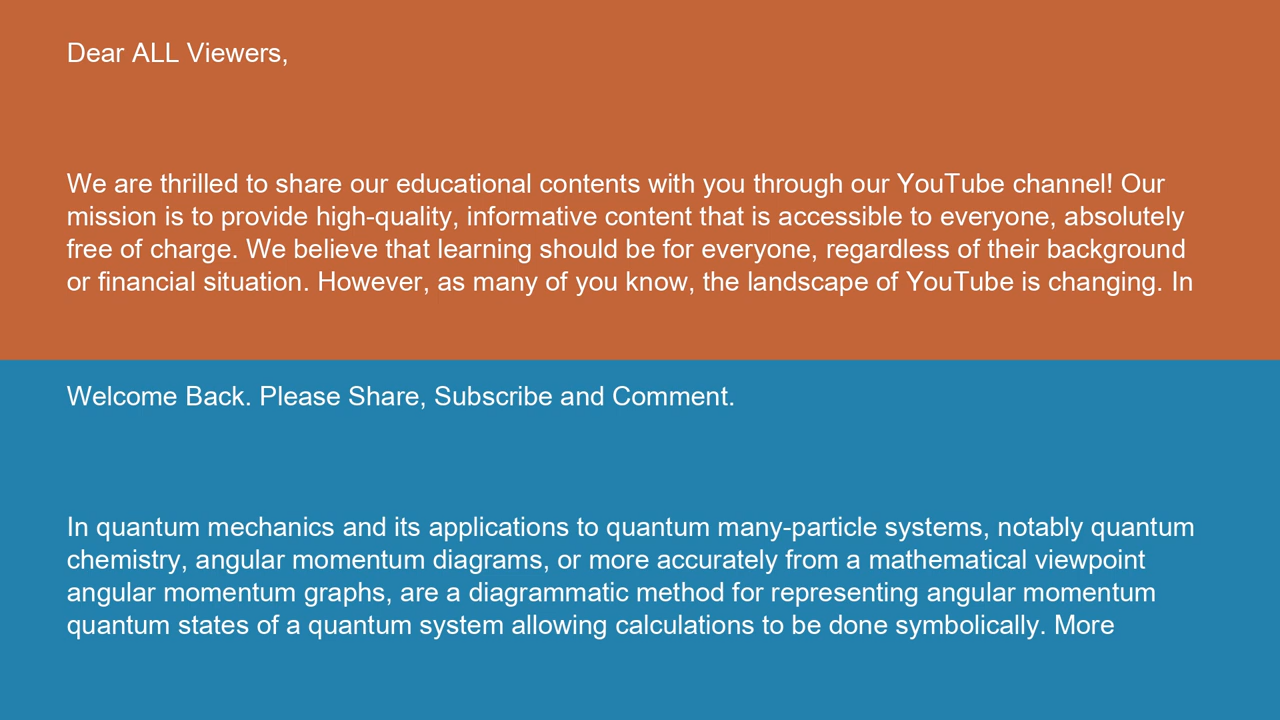 Dear ALL Viewers,
We are thrilled to share our educational contents with you through our YouTube channel! Our
mission is to provide high-quality, informative content that is accessible to everyone, absolutely
free of charge. We believe that learning should be for everyone, regardless of their background
or financial situation. However, as many of you know, the landscape of YouTube is changing. In
Welcome Back. Please Share, Subscribe and Comment.
In quantum mechanics and its applications to quantum many-particle systems, notably quantum
chemistry, angular momentum diagrams, or more accurately from a mathematical viewpoint
angular momentum graphs, are a diagrammatic method for representing angular momentum
quantum states of a quantum system allowing calculations to be done symbolically. More